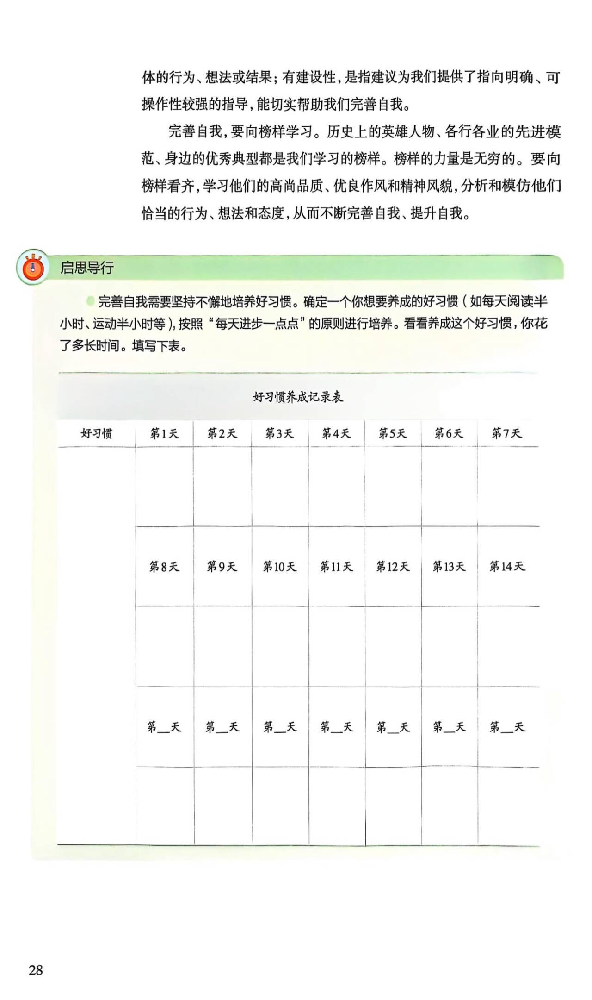 体的行为、想法或结果；有建设性，是指建议为我们提供了指向明确、可
操作性较强的指导，能切实帮助我们完善自我。
完善自我，要向榜样学习。历史上的英雄人物、各行各业的先进模
范、身边的优秀典型都是我们学习的榜样。榜样的力量是无穷的。要向
榜样看齐，学习他们的高尚品质、优良作风和精神风貌，分析和模仿他们
恰当的行为、想法和态度，从而不断完善自我、提升自我。
启思导行
完善自我需要坚持不懈地培养好习惯。确定一个你想要养成的好习惯（如每天阅读半
小时、运动半小时等），按照“每天进步一点点”的原则进行培养。看看养成这个好习惯，你花
了多长时间。填写下表。
好习惯养成记录表
好习惯 第1天 第2天 第3天 第4天 第5天 第6天 第7天
第8天 第9天 第10天 第11天 第12天 第13天 第14天
第__天 第__天 第__天 第__天 第__天 第__天 第__天
28